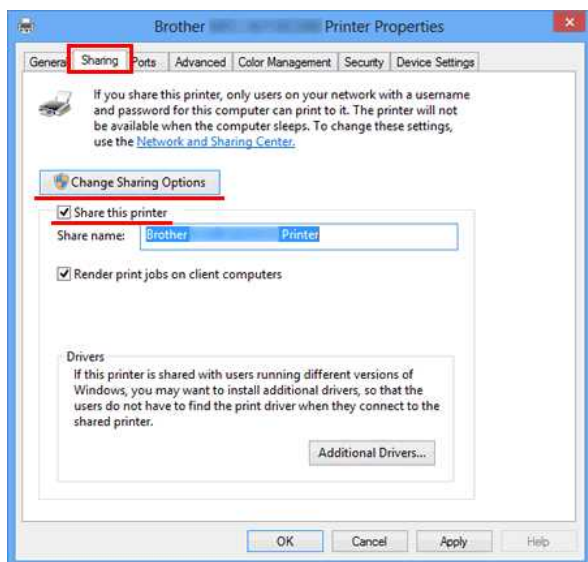 Brother Printer Properties
General Sharing Ports Advanced Color Management Security Device Settings
If you share this printer, only users on your network with a username
and password for this computer can print to it. The printer will not
be available when the computer sleeps. To change these settings,
use the Network and Sharing Center.
Change Sharing Options
Share this printer
Share name: Brother Printer
Render print jobs on client computers
Drivers
If this printer is shared with users running different versions of
Windows, you may want to install additional drivers, so that the
users do not have to find the print driver when they connect to the
shared printer.
Additional Drivers...
OK Cancel Apply Help